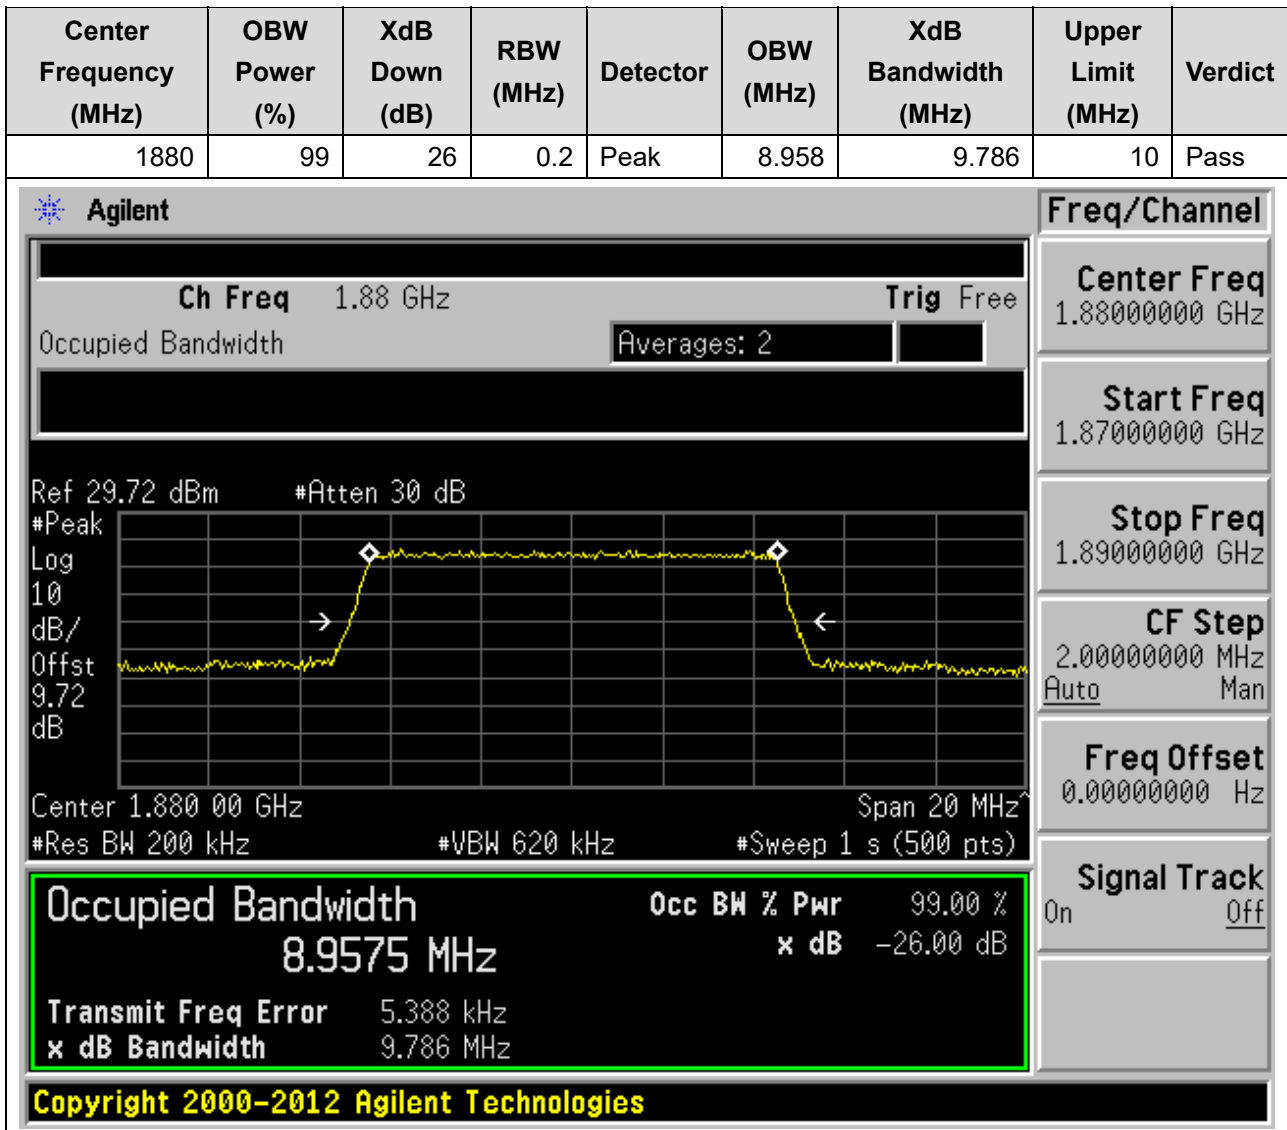 Center Frequency (MHz) OBW Power (%) XdB Down (dB) RBW (MHz) Detector OBW (MHz) XdB Bandwidth (MHz) Upper Limit (MHz) Verdict
1880 99 26 0.2 Peak 8.958 9.786 10 Pass
Agilent
Ch Freq 1.88 GHz Trig Free
Occupied Bandwidth Averages: 2
Ref 29.72 dBm #Atten 30 dB
#Peak
Log
10
dB/
Offst
9.72
dB
Center 1.880 00 GHz Span 20 MHz^
#Res BW 200 kHz #VBW 620 kHz #Sweep 1 s (500 pts)
Occupied Bandwidth Occ BW % Pwr 99.00 %
8.9575 MHz x dB -26.00 dB
Transmit Freq Error 5.388 kHz
x dB Bandwidth 9.786 MHz
Copyright 2000-2012 Agilent Technologies
Freq/Channel
Center Freq
1.88000000 GHz
Start Freq
1.87000000 GHz
Stop Freq
1.89000000 GHz
CF Step
2.00000000 MHz
Auto Man
Freq Offset
0.00000000 Hz
Signal Track
On Off